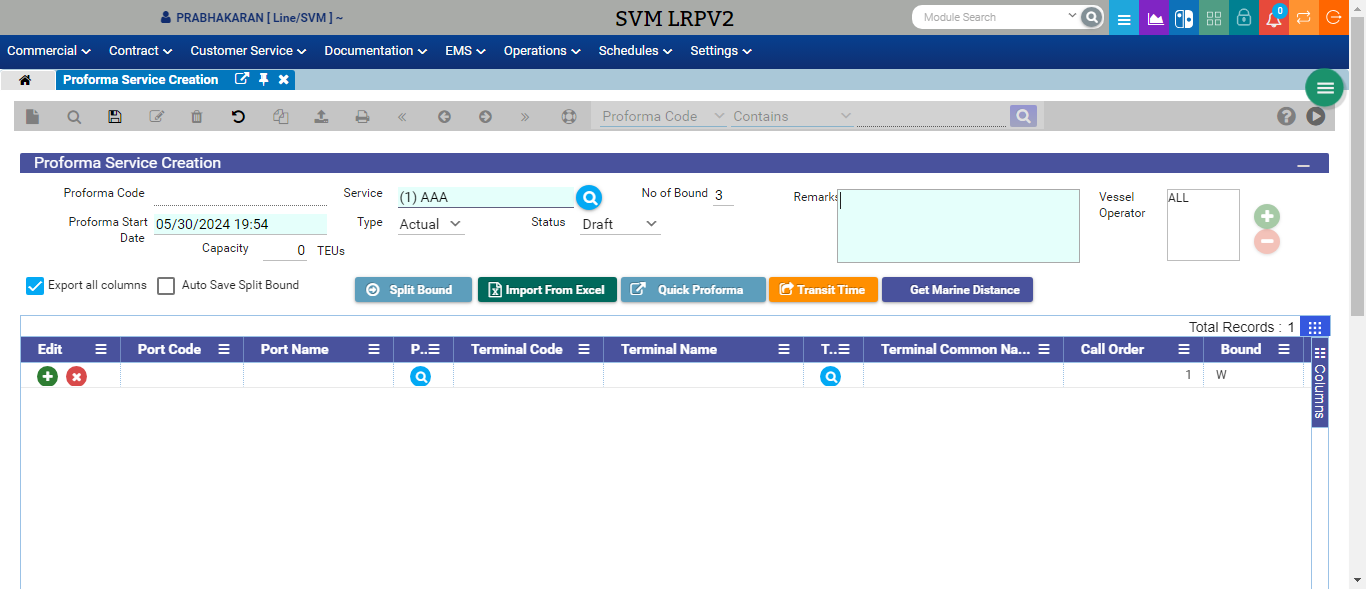 PRABHAKARAN [ Line/SVM ] ~
SVM LRPV2
Module Search
0
Commercial Contract Customer Service Documentation EMS Operations Schedules Settings
Proforma Service Creation
Proforma Code Contains
Proforma Service Creation
Proforma Code Service (1) AAA No of Bound 3 Remarks Vessel Operator ALL
Proforma Start Date 05/30/2024 19:54 Type Actual Status Draft
Capacity 0 TEUs
Export all columns Auto Save Split Bound Split Bound Import From Excel Quick Proforma Transit Time Get Marine Distance
Total Records : 1
Edit Port Code Port Name P... Terminal Code Terminal Name T... Terminal Common Na... Call Order Bound
1 W
Columns